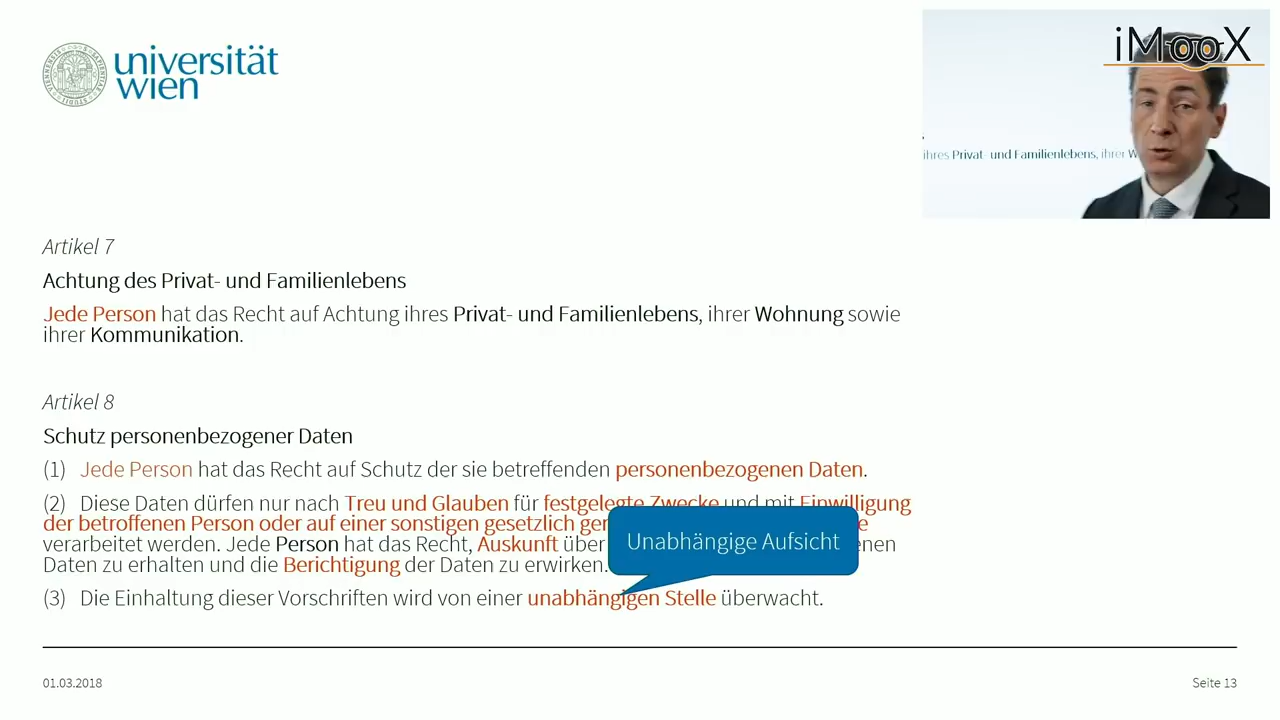 universität
wien
iMooX
ihres Privat- und Familienlebens, ihrer W
Artikel 7
Achtung des Privat- und Familienlebens
Jede Person hat das Recht auf Achtung ihres Privat- und Familienlebens, ihrer Wohnung sowie
ihrer Kommunikation.
Artikel 8
Schutz personenbezogener Daten
(1) Jede Person hat das Recht auf Schutz der sie betreffenden personenbezogenen Daten.
(2) Diese Daten dürfen nur nach Treu und Glauben für festgelegte Zwecke und mit Einwilligung
der betroffenen Person oder auf einer sonstigen gesetzlich
verarbeitet werden. Jede Person hat das Recht, Auskunft über
Daten zu erhalten und die Berichtigung der Daten zu erwirken.
Unabhängige Aufsicht
(3) Die Einhaltung dieser Vorschriften wird von einer unabhängigen Stelle überwacht.
01.03.2018
Seite 13